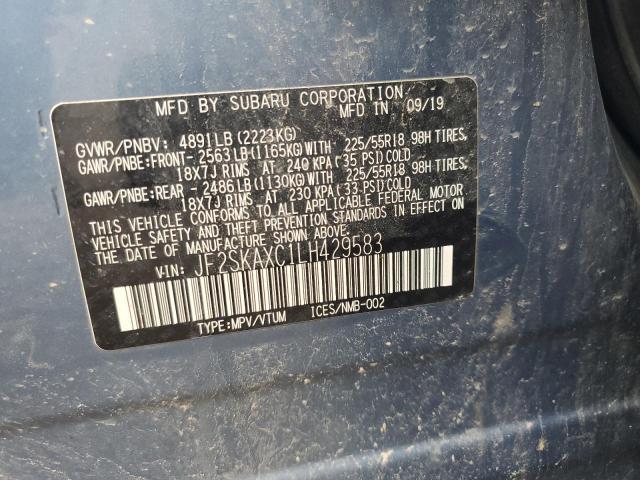 MFD BY SUBARU CORPORATION
MFD IN 09/19
GVWR/PNBV: 4891LB (2223KG)
GAWR/PNBE:FRONT- 2563LB(1165KG)WITH 225/55R18 98H TIRES,
18X7J RIMS AT 240 KPA(35 PSI)COLD
GAWR/PNBE:REAR - 2486LB(1130KG)WITH 225/55R18 98H TIRES,
18X7J RIMS AT 230 KPA(33 PSI)COLD
THIS VEHICLE CONFORMS TO ALL APPLICABLE FEDERAL MOTOR
VEHICLE SAFETY AND THEFT PREVENTION STANDARDS IN EFFECT
ON THE DATE OF MANUFACTURE SHOWN ABOVE.
VIN: JF2SKAXC1LH429583
TYPE:MPV/VTUM ICES/NMB-002